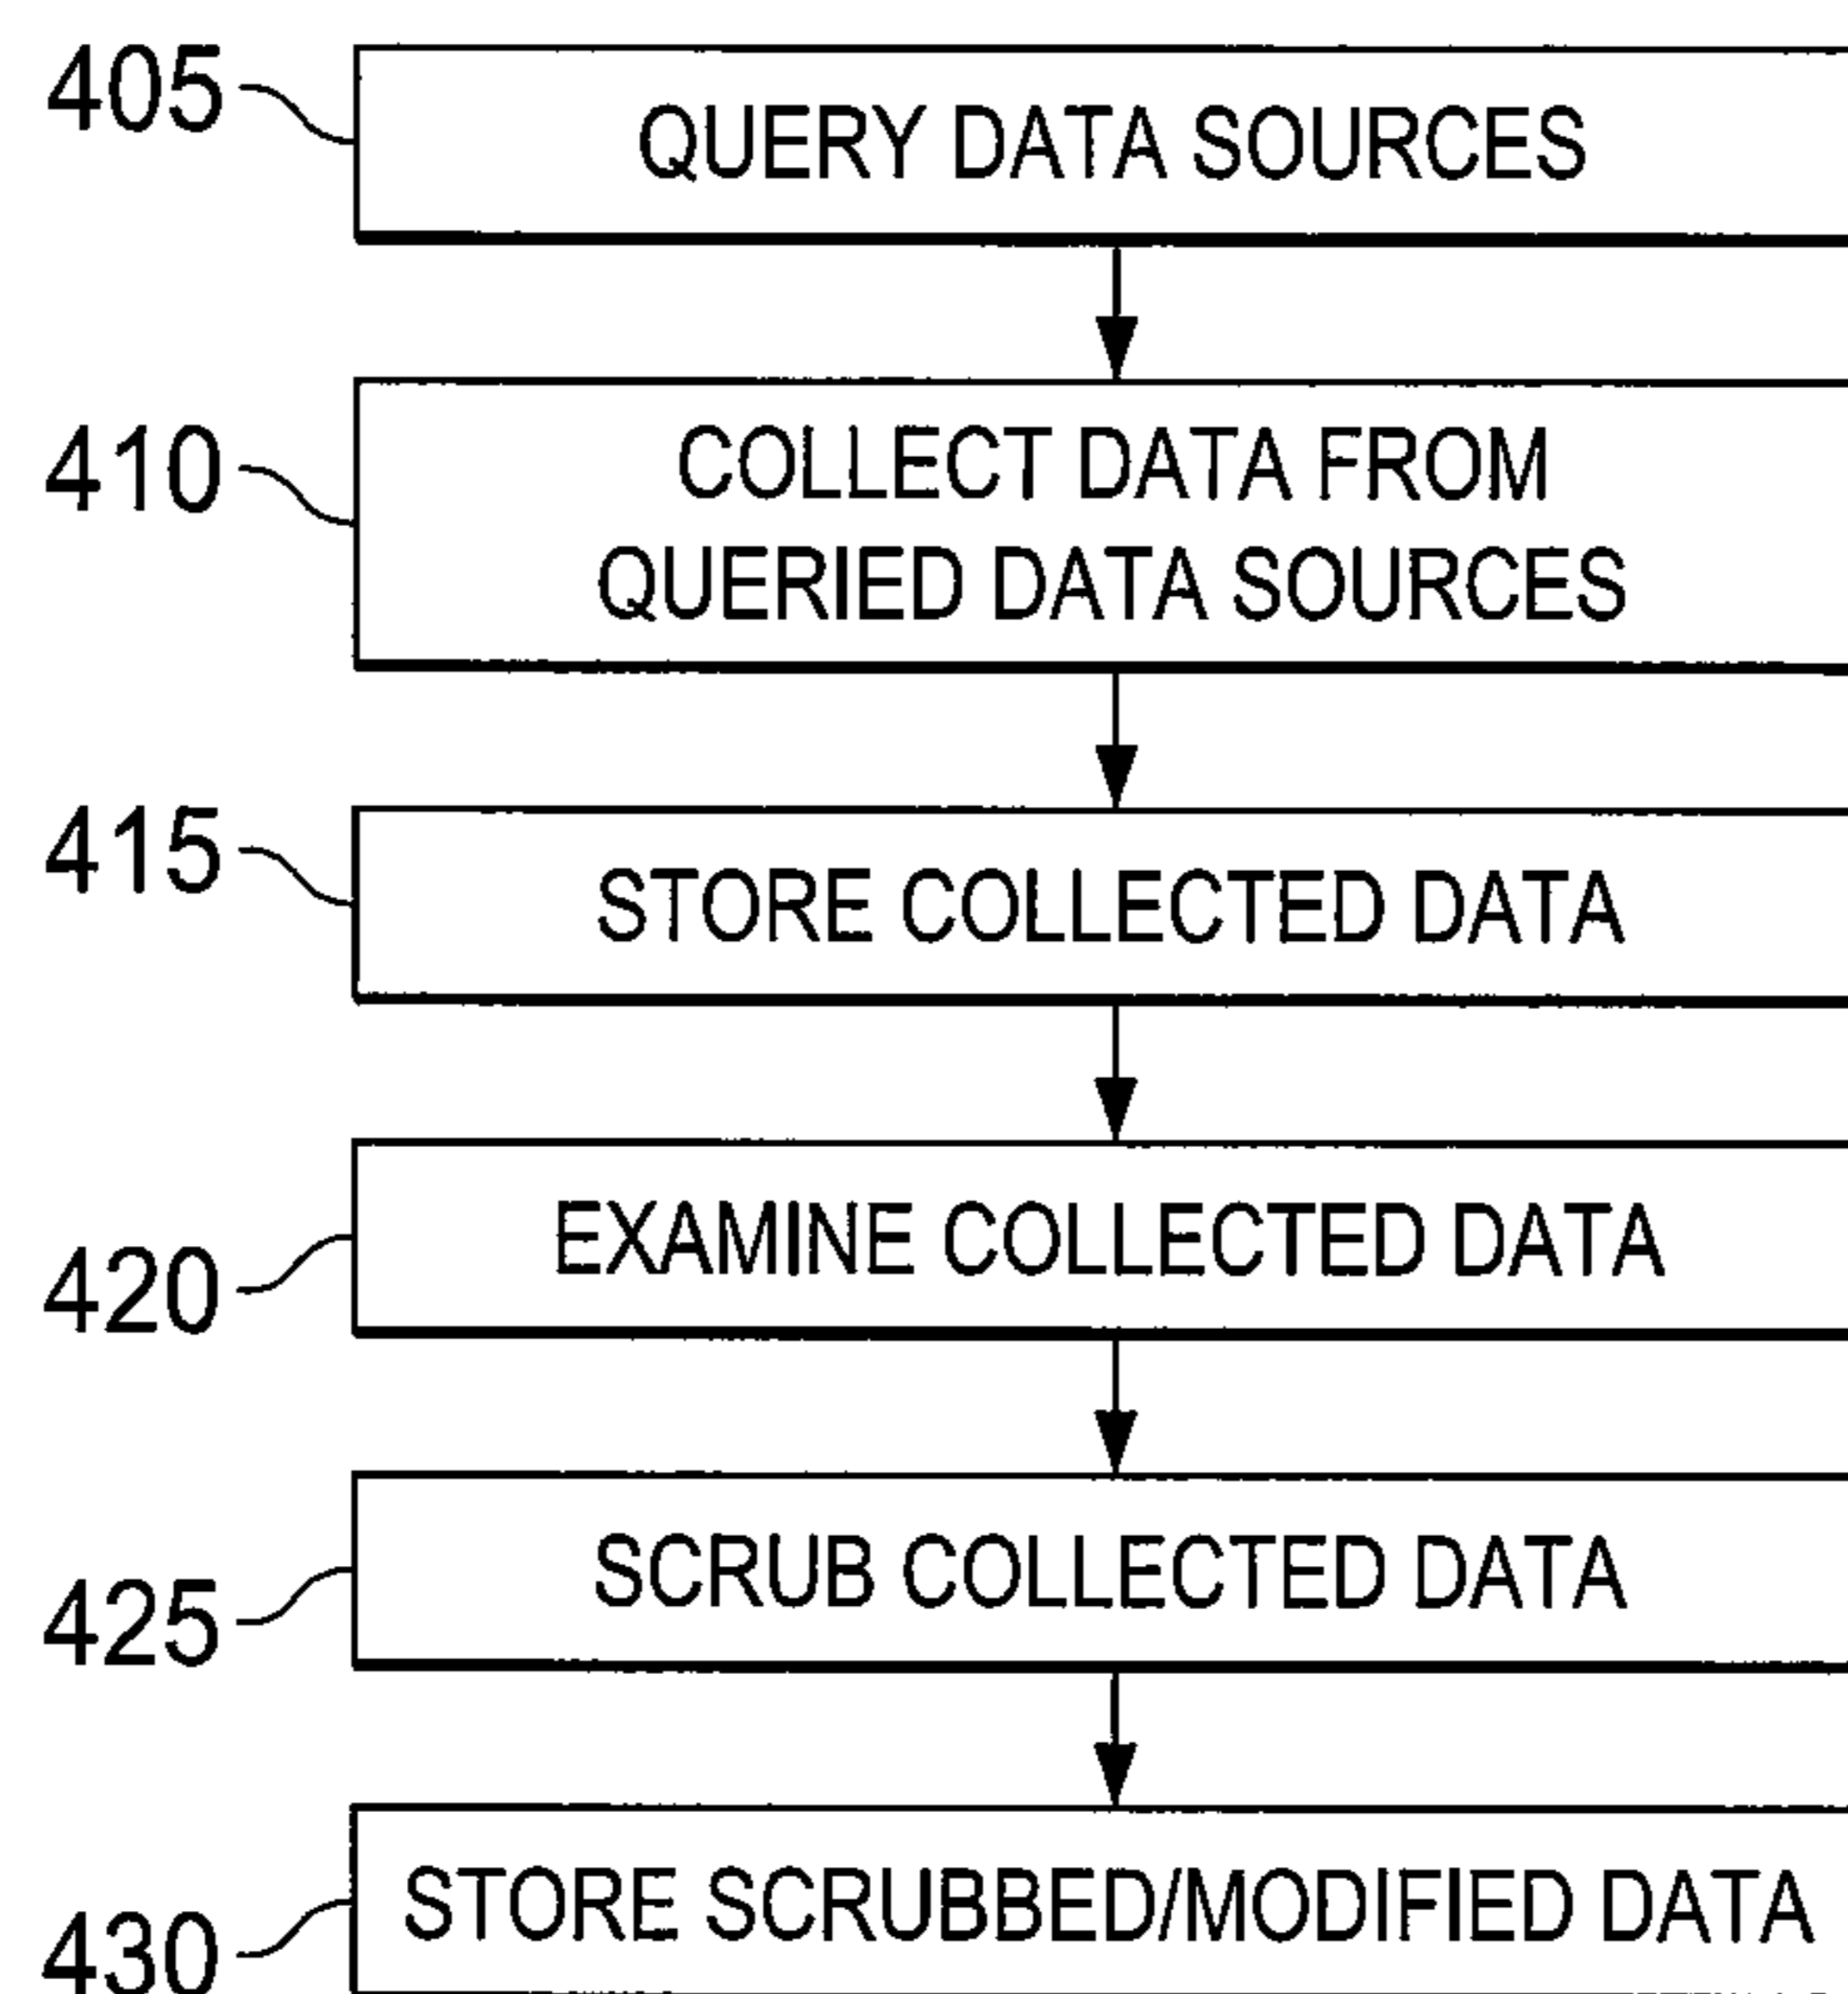 405
QUERY DATA SOURCES
410
COLLECT DATA FROM
QUERIED DATA SOURCES
415
STORE COLLECTED DATA
420
EXAMINE COLLECTED DATA
425
SCRUB COLLECTED DATA
430
STORE SCRUBBED/MODIFIED DATA